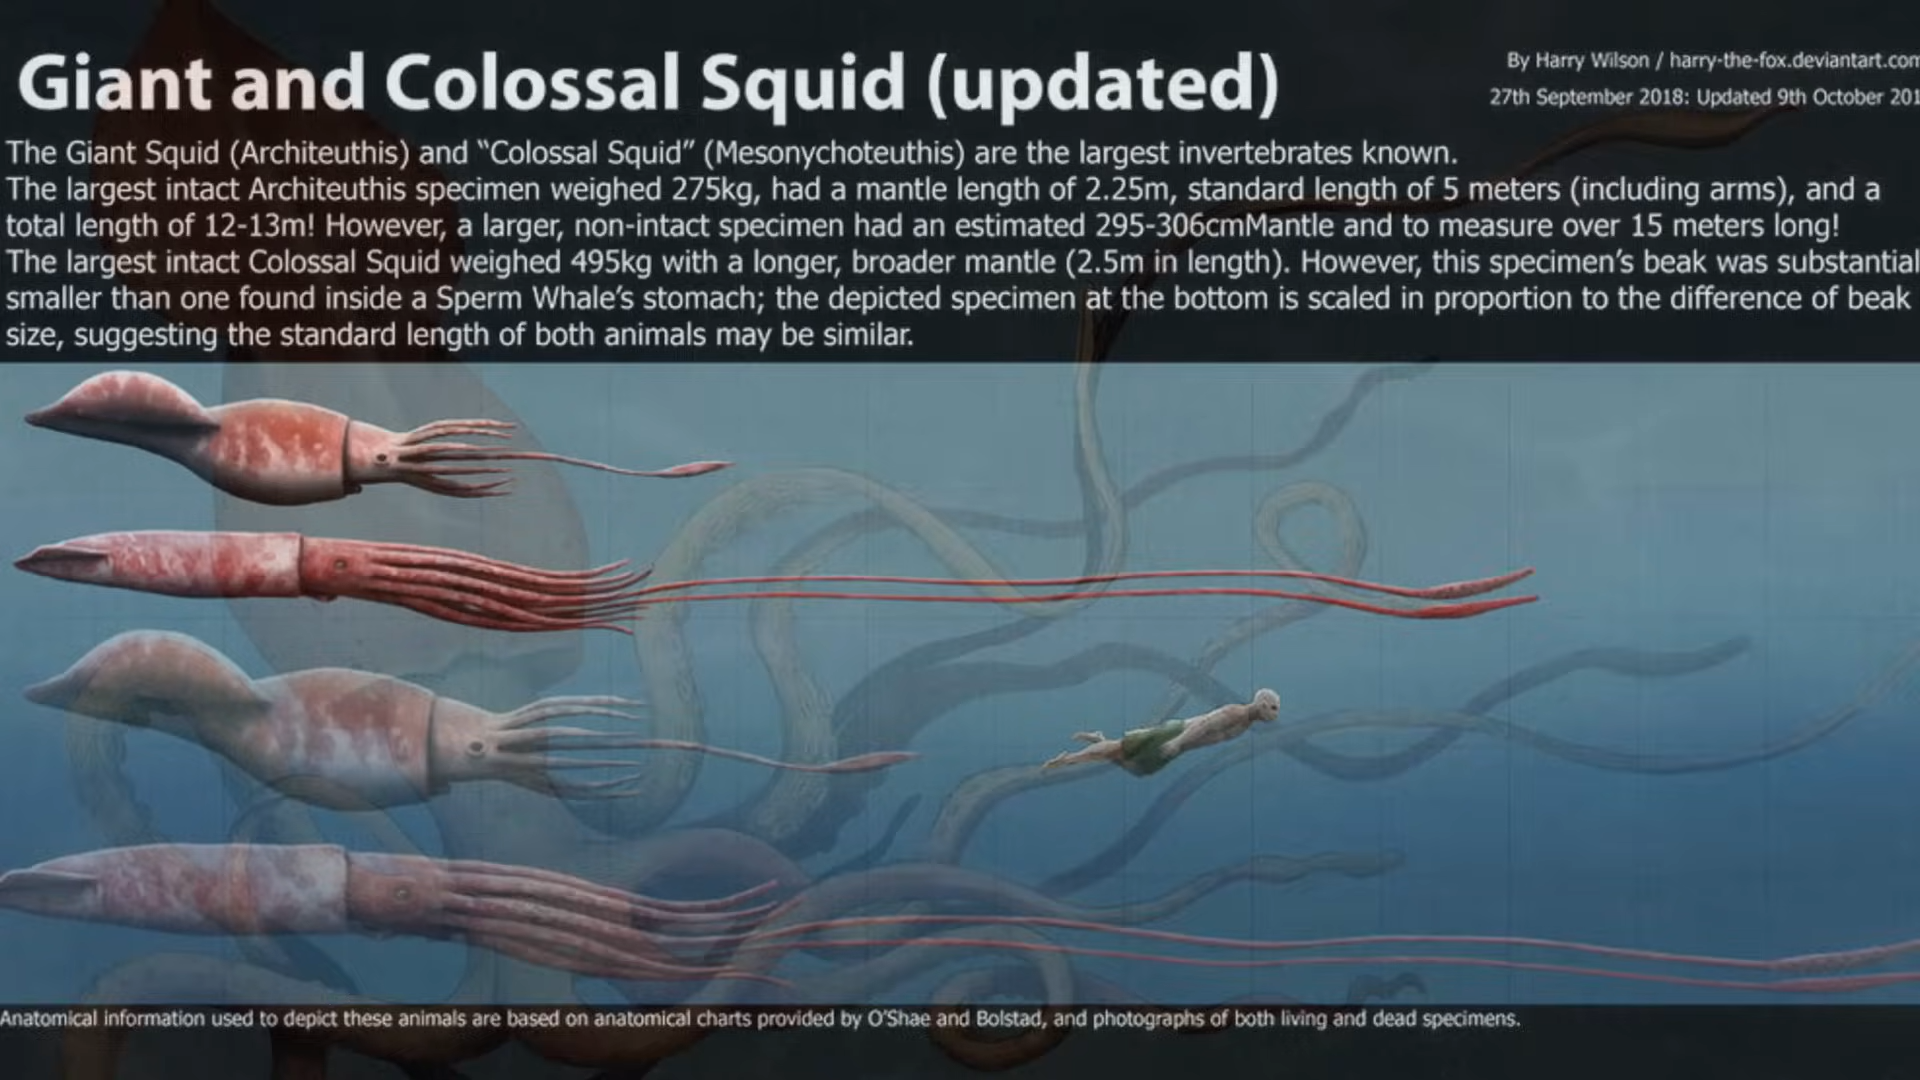 Giant and Colossal Squid (updated)
By Harry Wilson / harry-the-fox.deviantart.com
27th September 2018: Updated 9th October 201
The Giant Squid (Architeuthis) and “Colossal Squid” (Mesonychoteuthis) are the largest invertebrates known.
The largest intact Architeuthis specimen weighed 275kg, had a mantle length of 2.25m, standard length of 5 meters (including arms), and a
total length of 12-13m! However, a larger, non-intact specimen had an estimated 295-306cmMantle and to measure over 15 meters long!
The largest intact Colossal Squid weighed 495kg with a longer, broader mantle (2.5m in length). However, this specimen’s beak was substantial
smaller than one found inside a Sperm Whale’s stomach; the depicted specimen at the bottom is scaled in proportion to the difference of beak
size, suggesting the standard length of both animals may be similar.
Anatomical information used to depict these animals are based on anatomical charts provided by O'Shae and Bolstad, and photographs of both living and dead specimens.